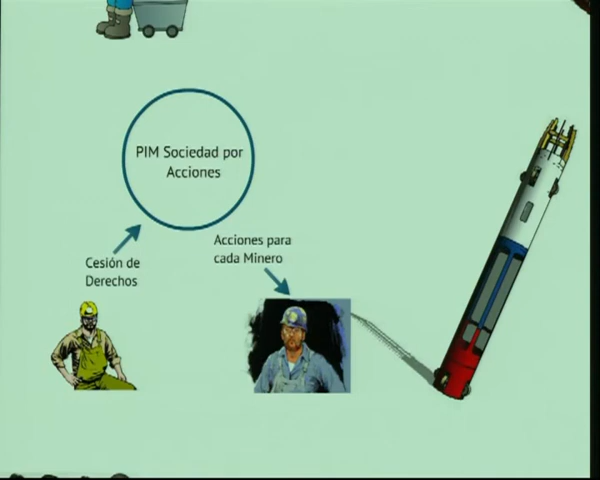 PIM Sociedad por
Acciones
Acciones para
cada Minero
Cesión de
Derechos